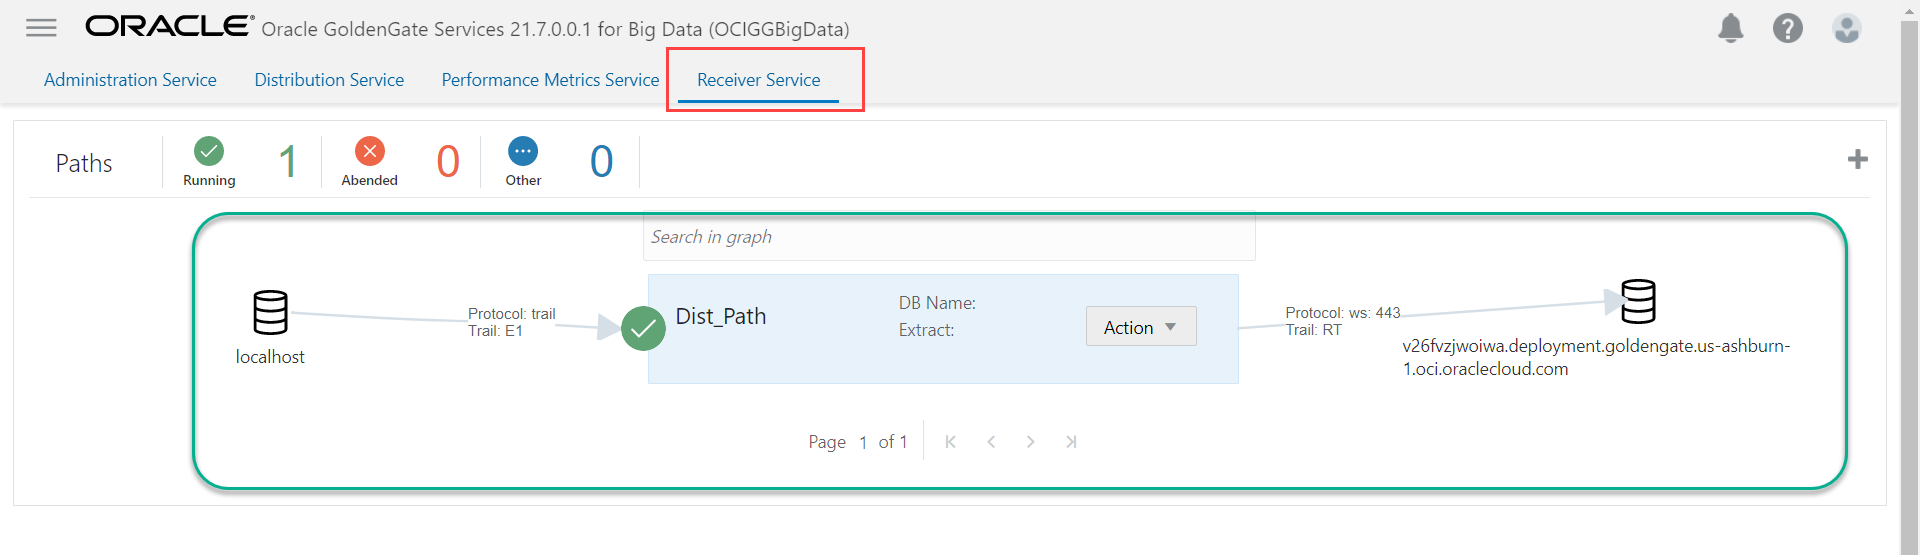 ORACLE® Oracle GoldenGate Services 21.7.0.0.1 for Big Data (OCIGGBigData)
Administration Service Distribution Service Performance Metrics Service Receiver Service
Paths
Running
1
Abended
0
Other
0
Search in graph
localhost
Protocol: trail
Trail: E1
Dist_Path
DB Name:
Extract:
Action
Protocol: ws: 443
Trail: RT
v26fvzjwoiwa.deployment.goldengate.us-ashburn-
1.oci.oraclecloud.com
Page 1 of 1